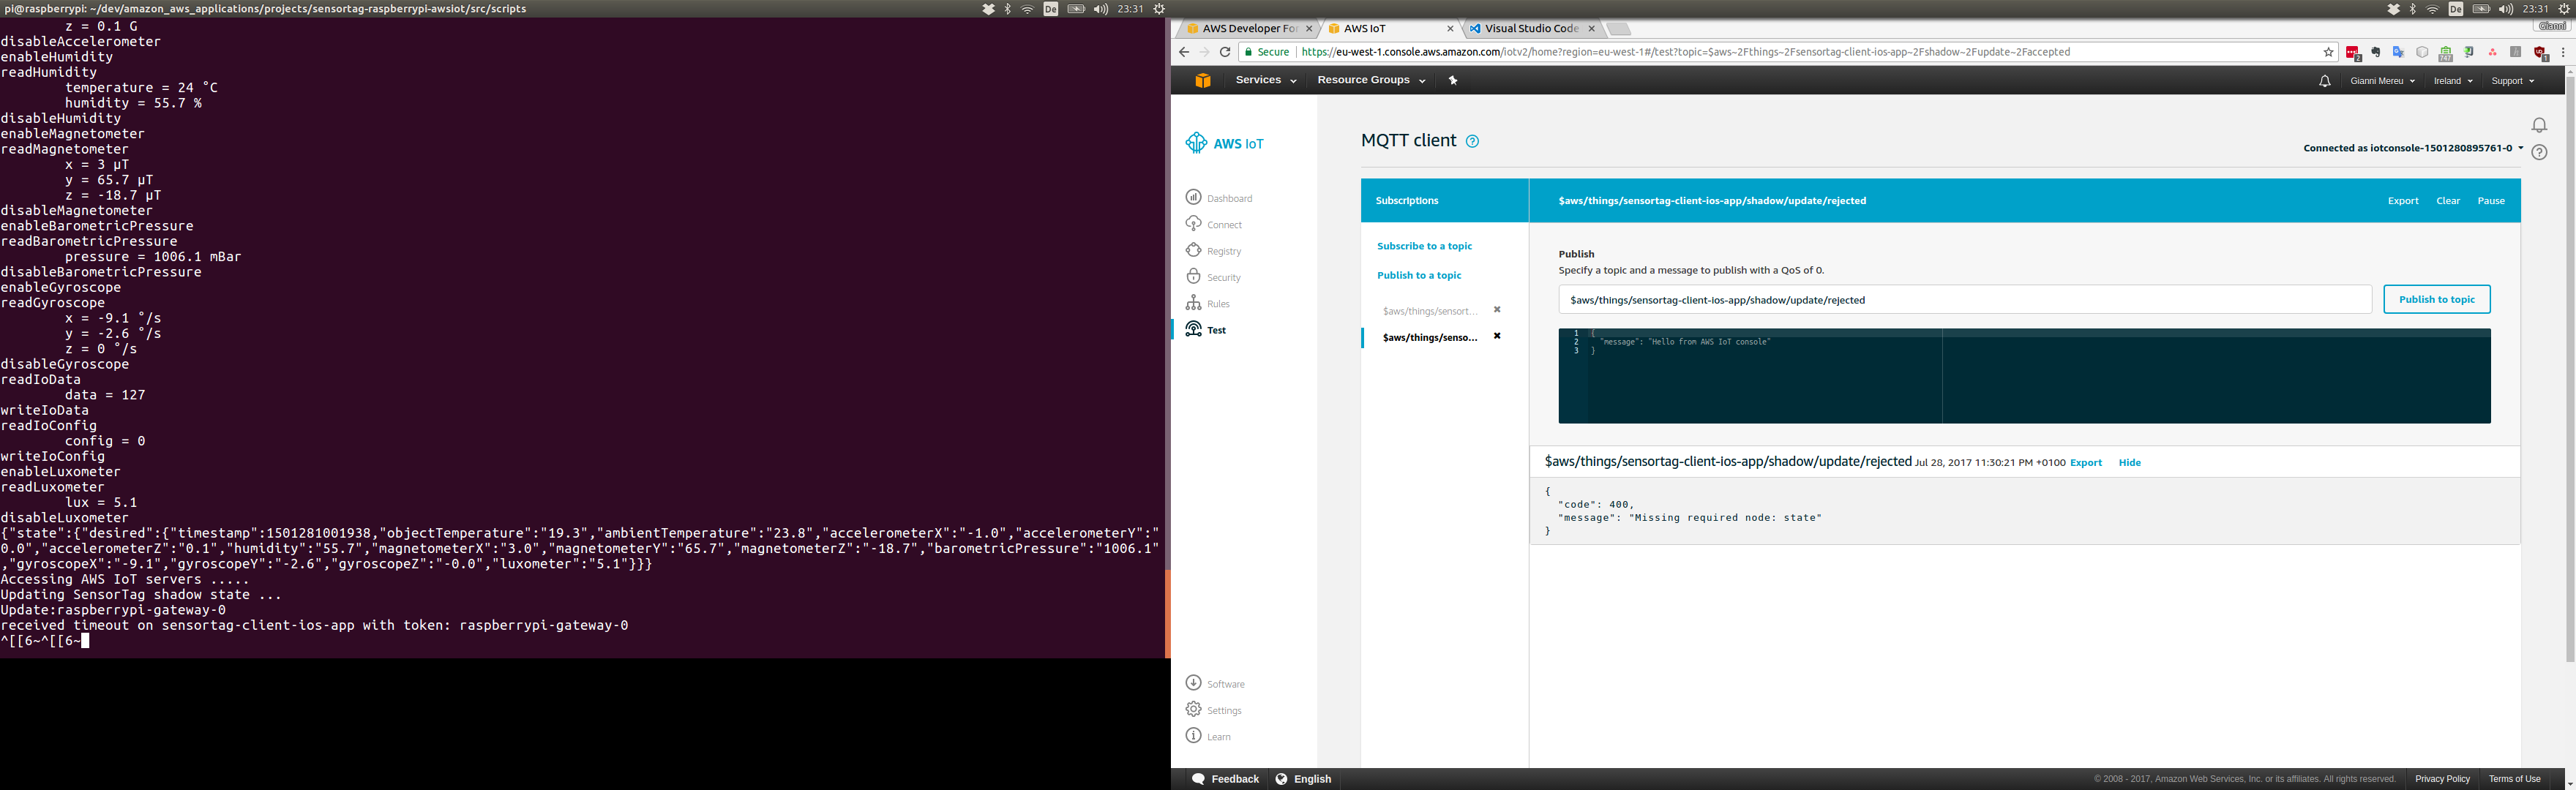 pi@raspberrypi: ~/dev/amazon_aws_applications/projects/sensortag-raspberrypi-awsiot/src/scripts
De
23:31
z = 0.1 G
disableAccelerometer
enableHumidity
readHumidity
temperature = 24 °C
humidity = 55.7 %
disableHumidity
enableMagnetometer
readMagnetometer
x = 3 μT
y = 65.7 μT
z = -18.7 μT
disableMagnetometer
enableBarometricPressure
readBarometricPressure
pressure = 1006.1 mBar
disableBarometricPressure
enableGyroscope
readGyroscope
x = -9.1 °/s
y = -2.6 °/s
z = 0 °/s
disableGyroscope
readIoData
data = 127
writeIoData
readIoConfig
config = 0
writeIoConfig
enableLuxometer
readLuxometer
lux = 5.1
disableLuxometer
{"state":{"desired":{"timestamp":1501281001938,"objectTemperature":"19.3","ambientTemperature":"23.8","accelerometerX":"-1.0","accelerometerY":"
0.0","accelerometerZ":"0.1","humidity":"55.7","magnetometerX":"3.0","magnetometerY":"65.7","magnetometerZ":"-18.7","barometricPressure":"1006.1"
,"gyroscopeX":"-9.1","gyroscopeY":"-2.6","gyroscopeZ":"-0.0","luxometer":"5.1"}}}
Accessing AWS IoT servers .....
Updating SensorTag shadow state ...
Update:raspberrypi-gateway-0
received timeout on sensortag-client-ios-app with token: raspberrypi-gateway-0
^[[6~^[[6~
De
23:31
AWS Developer For
AWS IoT
Visual Studio Code
Gianni
Secure
https://eu-west-1.console.aws.amazon.com/iotv2/home?region=eu-west-1#/test?topic=$aws~2Fthings~2Fsensortag-client-ios-app~2Fshadow~2Fupdate~2Faccepted
Services
Resource Groups
Gianni Mereu
Ireland
Support
AWS IoT
Dashboard
Connect
Registry
Security
Rules
Test
Software
Settings
Learn
MQTT client
Connected as iotconsole-1501280895761-0
Subscriptions
$aws/things/sensortag-client-ios-app/shadow/update/rejected
Export
Clear
Pause
Subscribe to a topic
Publish to a topic
$aws/things/sensort...
$aws/things/senso...
Publish
Specify a topic and a message to publish with a QoS of 0.
$aws/things/sensortag-client-ios-app/shadow/update/rejected
Publish to topic
1 {
2 "message": "Hello from AWS IoT console"
3 }
$aws/things/sensortag-client-ios-app/shadow/update/rejected Jul 28, 2017 11:30:21 PM +0100 Export Hide
{
"code": 400,
"message": "Missing required node: state"
}
Feedback
English
© 2008 - 2017, Amazon Web Services, Inc. or its affiliates. All rights reserved.
Privacy Policy
Terms of Use